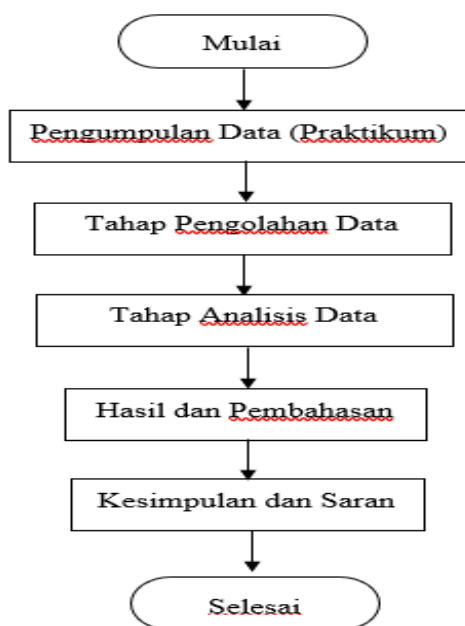 Mulai
Pengumpulan Data (Praktikum)
Tahap Pengolahan Data
Tahap Analisis Data
Hasil dan Pembahasan
Kesimpulan dan Saran
Selesai